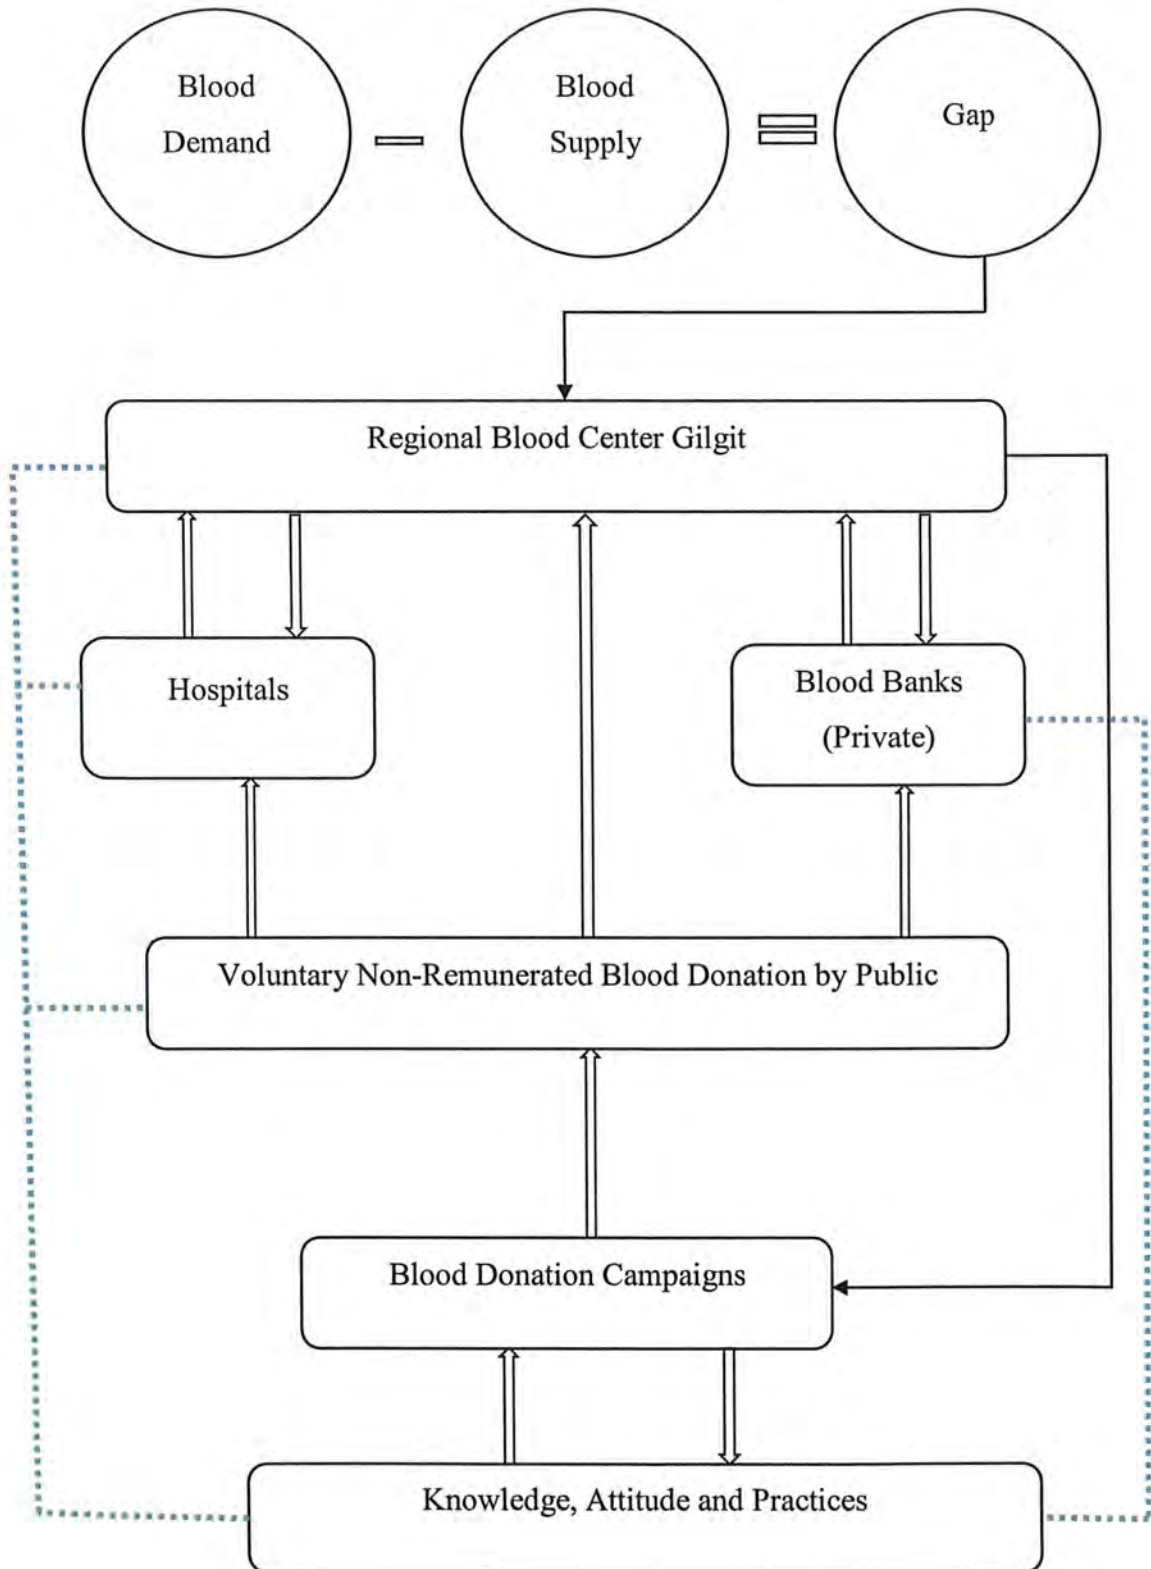 Blood
Demand
Blood
Supply
Gap
Regional Blood Center Gilgit
Hospitals
Blood Banks
(Private)
Voluntary Non-Remunerated Blood Donation by Public
Blood Donation Campaigns
Knowledge, Attitude and Practices